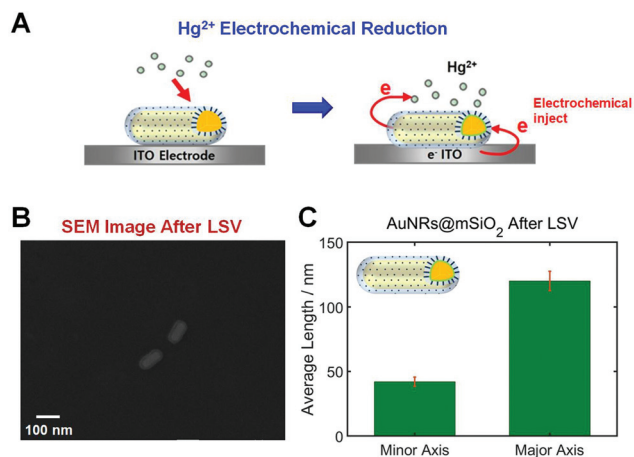 A
Hg²⁺ Electrochemical Reduction
Hg²⁺
e
e
Electrochemical
inject
ITO Electrode
e⁻ ITO
B
SEM Image After LSV
100 nm
C
AuNRs@mSiO₂ After LSV
150
100
50
0
Average Length / nm
Minor Axis
Major Axis